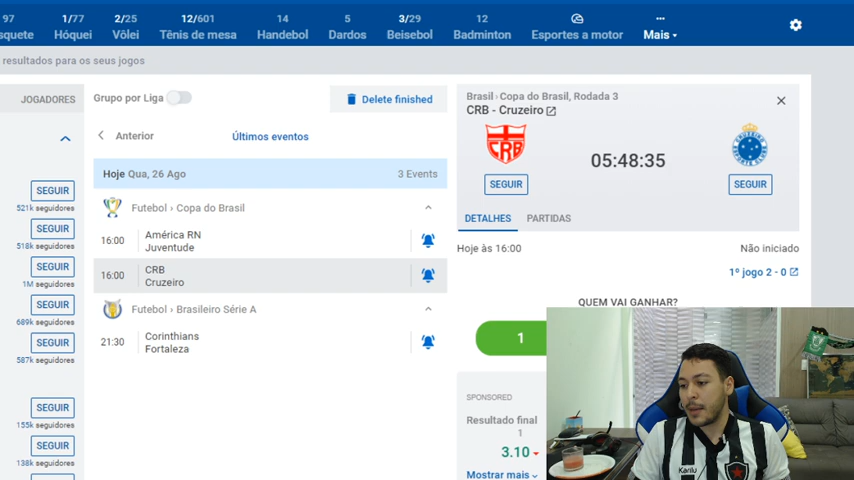 97 1/77 2/25 12/601 14 5 3/29 12 ...
squete Hóquei Vôlei Tênis de mesa Handebol Dardos Beisebol Badminton Esportes a motor Mais
resultados para os seus jogos
JOGADORES
SEGUIR
521k seguidores
SEGUIR
518k seguidores
SEGUIR
1M seguidores
SEGUIR
689k seguidores
SEGUIR
587k seguidores
SEGUIR
155k seguidores
SEGUIR
138k seguidores
Grupo por Liga Delete finished
Anterior Últimos eventos
Hoje Qua, 26 Ago 3 Events
Futebol › Copa do Brasil
16:00 América RN
Juventude
16:00 CRB
Cruzeiro
Futebol › Brasileiro Série A
21:30 Corinthians
Fortaleza
Brasil › Copa do Brasil, Rodada 3
CRB - Cruzeiro
CRB
05:48:35
SEGUIR SEGUIR
DETALHES PARTIDAS
Hoje às 16:00 Não iniciado
1º jogo 2 - 0
QUEM VAI GANHAR?
1
SPONSORED
Resultado final
1
3.10
Mostrar mais
Karilu